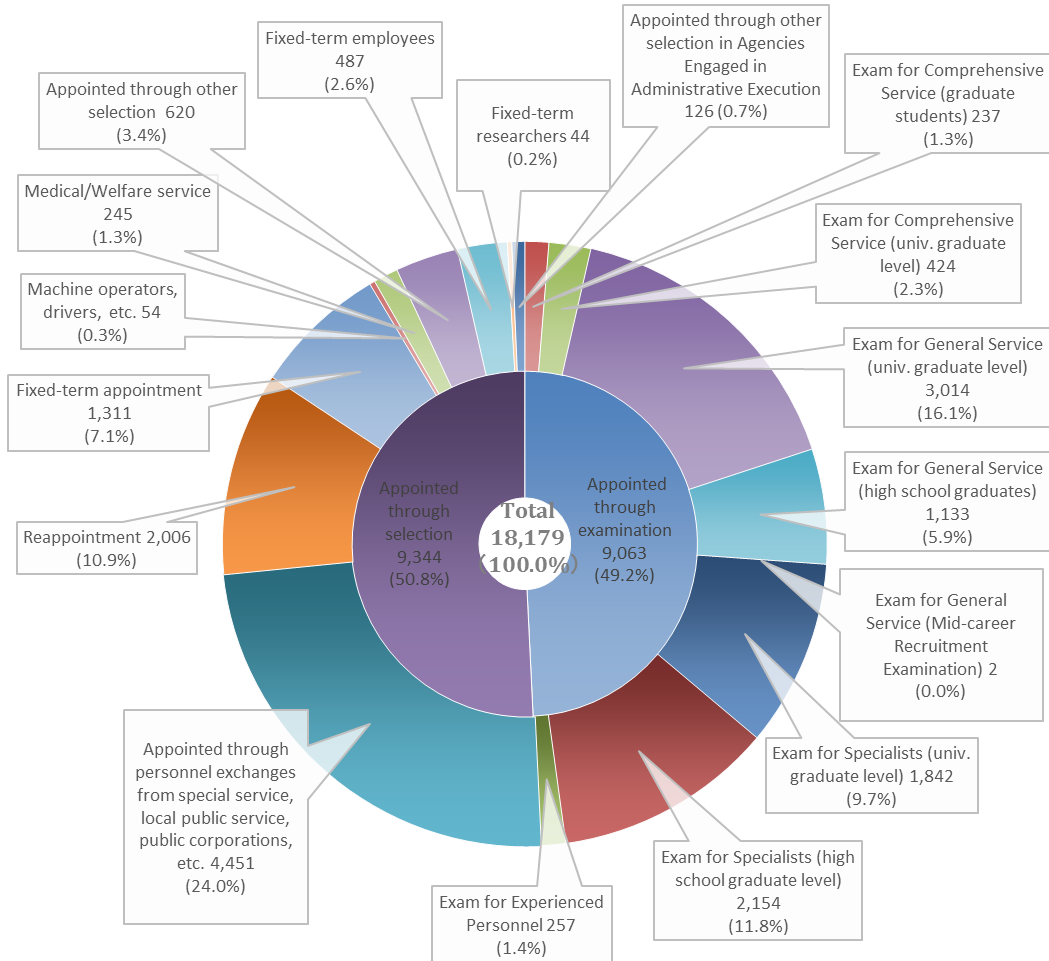 Fixed-term employees
487
(2.6%)
Appointed through other
selection in Agencies
Engaged in
Administrative Execution
126 (0.7%)
Exam for Comprehensive
Service (graduate
students) 237
(1.3%)
Appointed through other
selection 620
(3.4%)
Fixed-term
researchers 44
(0.2%)
Medical/Welfare service
245
(1.3%)
Exam for Comprehensive
Service (univ. graduate
level) 424
(2.3%)
Machine operators,
drivers, etc. 54
(0.3%)
Exam for General Service
(univ. graduate level)
3,014
(16.1%)
Fixed-term appointment
1,311
(7.1%)
Exam for General Service
(high school graduates)
1,133
(5.9%)
Appointed
through
selection
9,344
(50.8%)
Total
18,179
(100.0%)
Appointed
through
examination
9,063
(49.2%)
Reappointment 2,006
(10.9%)
Exam for General
Service (Mid-career
Recruitment
Examination) 2
(0.0%)
Appointed through
personnel exchanges
from special service,
local public service,
public corporations,
etc. 4,451
(24.0%)
Exam for Specialists (univ.
graduate level) 1,842
(9.7%)
Exam for Specialists (high
school graduate level)
2,154
(11.8%)
Exam for Experienced
Personnel 257
(1.4%)